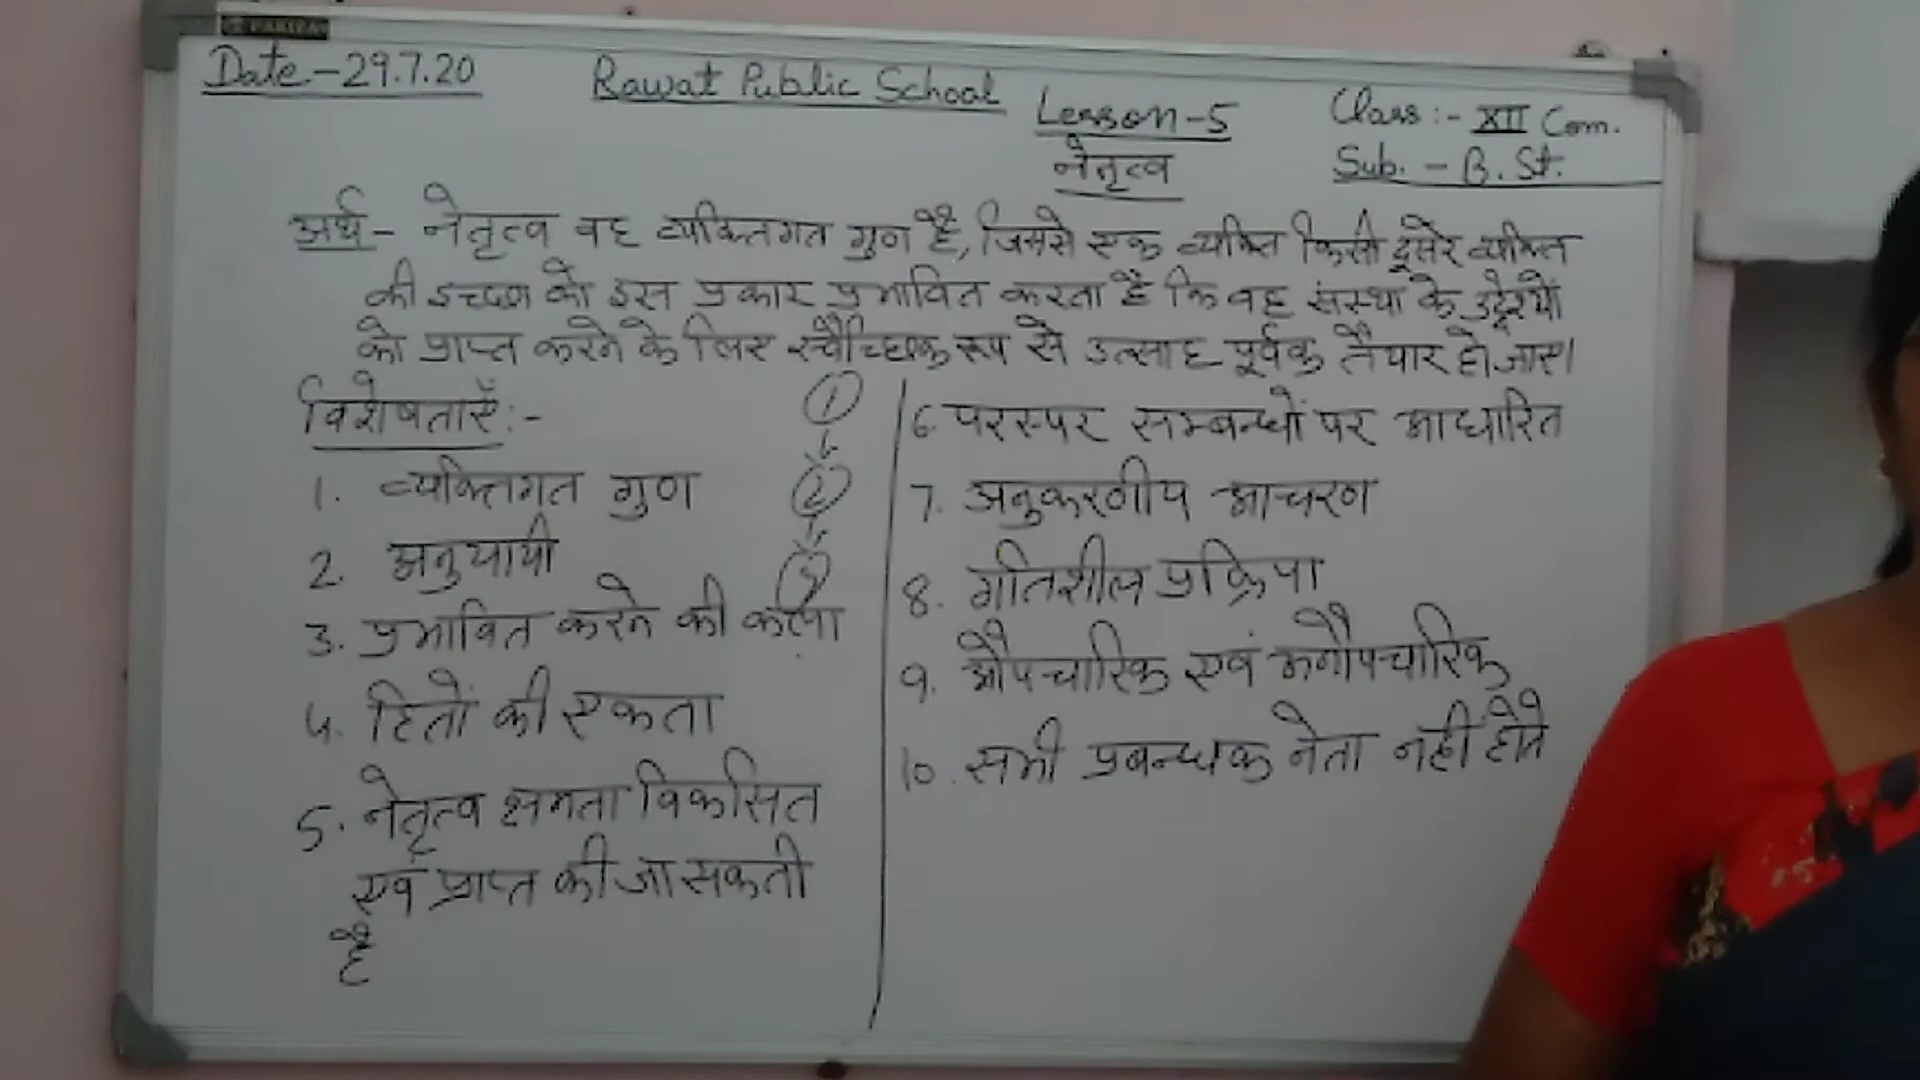 Date - 29.7.20
Rawat Public School
Lesson-5
नेतृत्व
Class :- XII Com.
Sub. - B. St.
अर्थ - नेतृत्व वह व्यक्तिगत गुण है, जिससे एक व्यक्ति किसी दूसरे व्यक्ति
की इच्छा को इस प्रकार प्रभावित करता है कि वह संस्था के उद्देश्यों
को प्राप्त करने के लिए स्वैच्छिक रूप से उत्साह पूर्वक तैयार हो जाए।
विशेषताएँ :-
1. व्यक्तिगत गुण
2. अनुयायी
3. प्रभावित करने की कला
4. हितों की एकता
5. नेतृत्व क्षमता विकसित
एवं प्राप्त की जा सकती
है
1
2
3
6. परस्पर सम्बन्धों पर आधारित
7. अनुकरणीय आचरण
8. गतिशील प्रक्रिया
9. औपचारिक एवं अनौपचारिक
10. सभी प्रबन्धक नेता नहीं होते